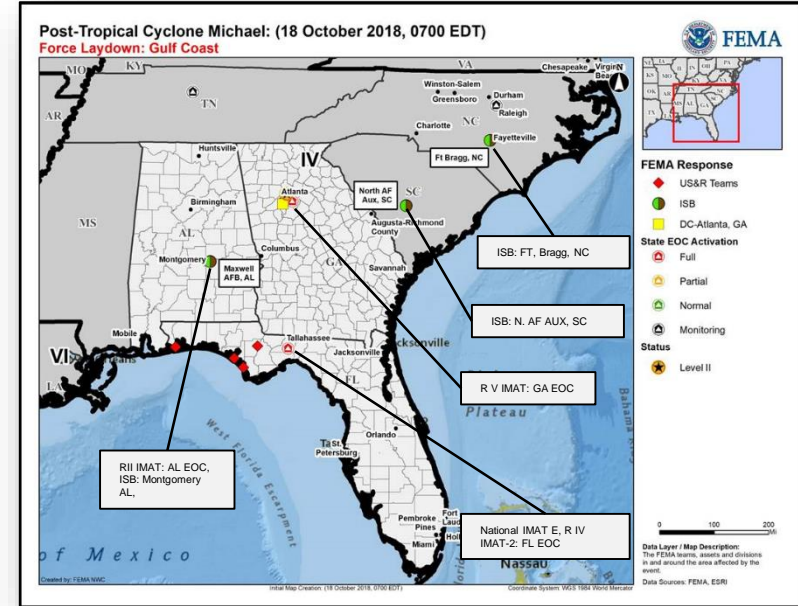 Post-Tropical Cyclone Michael: (18 October 2018, 0700 EDT)
Force Laydown: Gulf Coast
FEMA
MO
KY
VA
Chesapeake
Virginia
Beach
N
Winston-Salem
Greensboro
Durham
Raleigh
TN
AR
NC
Charlotte
Fayetteville
Ft Bragg, NC
Huntsville
IV
Atlanta
North AF
Aux, SC
SC
Birmingham
AL
MS
Augusta-Richmond
County
Columbus
GA
Montgomery
Maxwell
AFB, AL
Savannah
Mobile
Tallahassee
Jacksonville
cksonville
VI
LA
FL
Plateau
Orlando
St.
Petersburg
West Florida Escarpment
Pembroke
Pines
Fort
Miami
Nassau
of Mexico
Bahama
ISB: FT, Bragg, NC
ISB: N. AF AUX, SC
R V IMAT: GA EOC
RII IMAT: AL EOC,
ISB: Montgomery
AL,
National IMAT E, R IV
IMAT-2: FL EOC
Created by: FEMA NWC
Initial Map Creation: (18 October 2018, 0700 EDT)
Coordinate System: WGS 1984 World Mercator
FEMA Response
US&R Teams
ISB
DC-Atlanta, GA
State EOC Activation
Full
Partial
Normal
Monitoring
Status
Level II
0 100 200
Mi
Data Layer / Map Description:
The FEMA teams, assets and divisions
in and around the area affected by the
event.
Data Sources: FEMA, ESRI